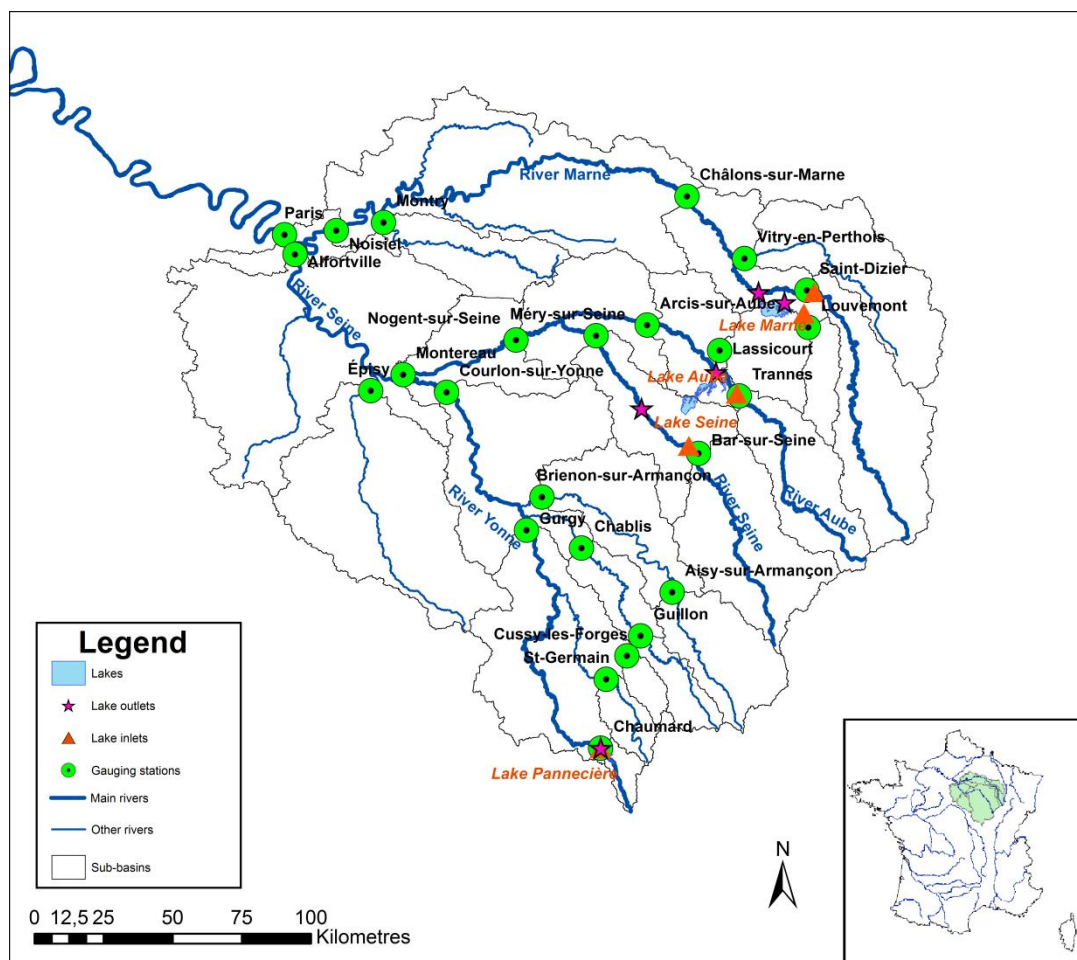 Châlons-sur-Marne
River Marne
Montry
Paris
Vitry-en-Perthois
Noisiel
Alfortville
Saint-Dizier
River Seine
Arcis-sur-Aube
Louvemont
Nogent-sur-Seine
Méry-sur-Seine
Lake Marne
Montereau
Lassicourt
Épisy
Courlon-sur-Yonne
Lake Aube
Trannes
Lake Seine
Bar-sur-Seine
Brienon-sur-Armançon
River Yonne
Gurgy
Chablis
River Seine
River Aube
Aisy-sur-Armançon
Guillon
Cussy-les-Forges
St-Germain
Chaumard
Lake Pannecière
Legend
Lakes
Lake outlets
Lake inlets
Gauging stations
Main rivers
Other rivers
Sub-basins
N
0 12,5 25 50 75 100
Kilometres